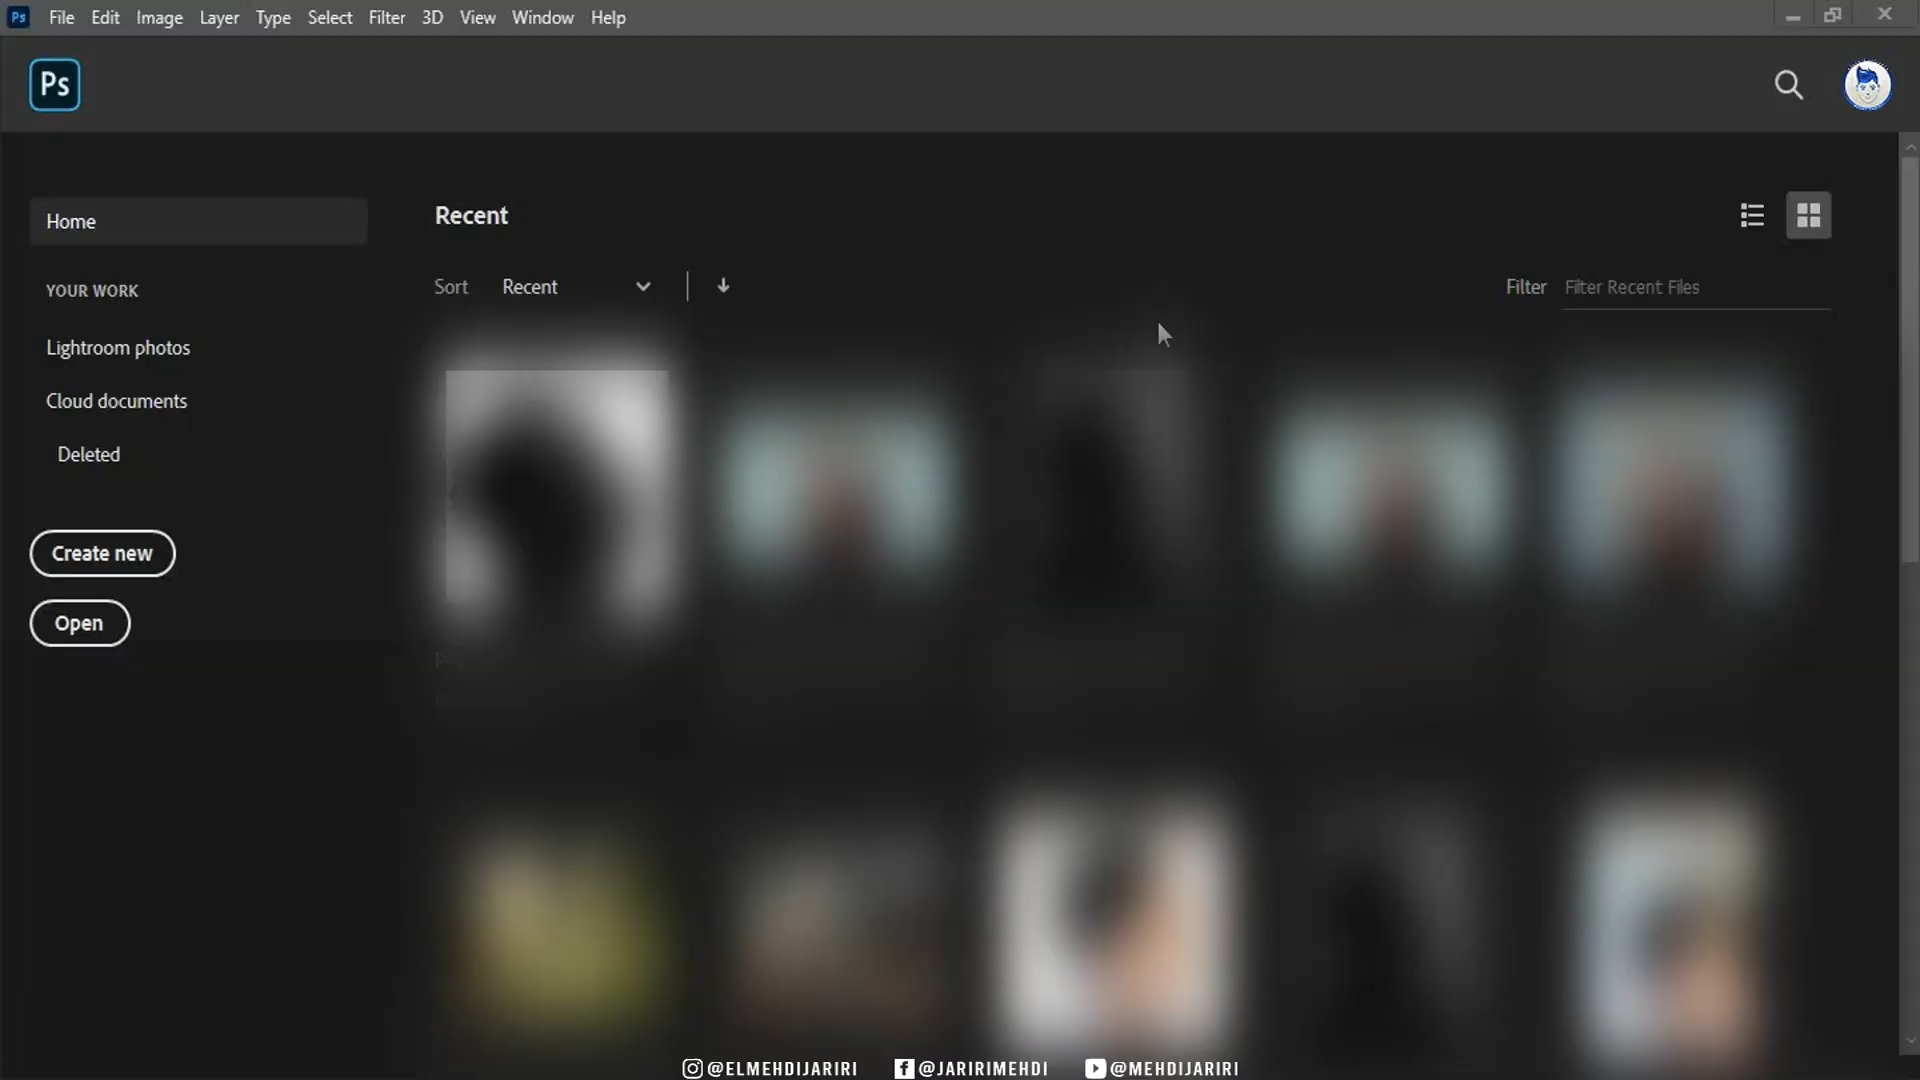 Ps File Edit Image Layer Type Select Filter 3D View Window Help
Ps
Home
YOUR WORK
Lightroom photos
Cloud documents
Deleted
Create new
Open
Recent
Sort Recent
Filter Filter Recent Files
@ELMEHDIJARIRI @JARIRIMEHDI @MEHDIJARIRI